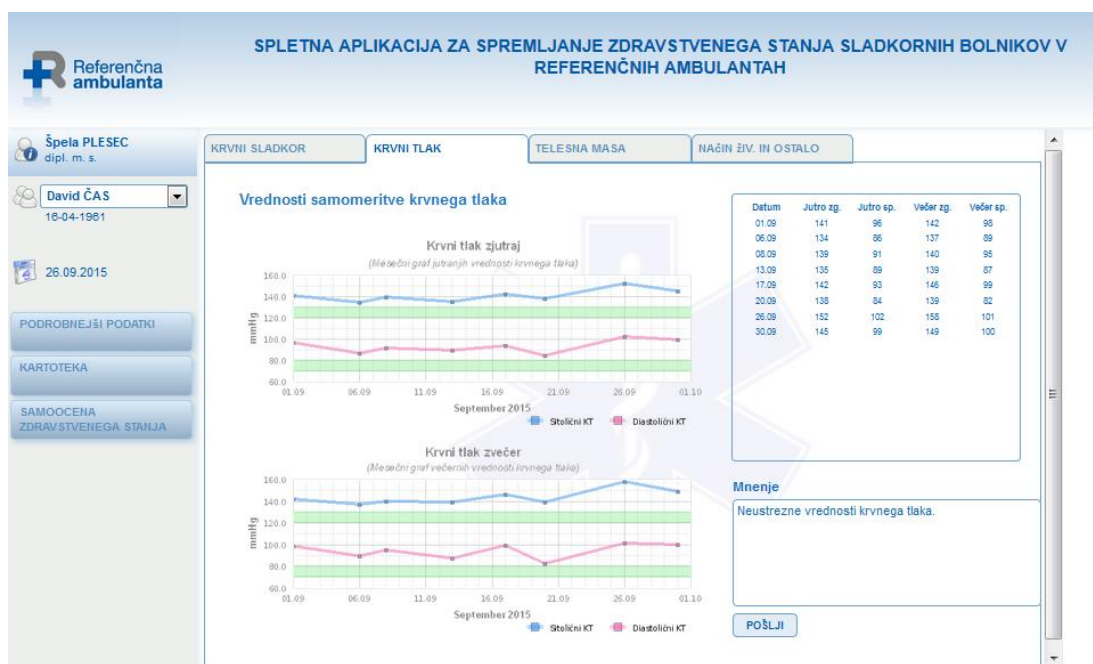 Referenčna
ambulanta
SPLETNA APLIKACIJA ZA SPREMLJANJE ZDRAVSTVENEGA STANJA SLADKORNIH BOLNIKOV V
REFERENČNIH AMBULANTAH
Špela PLESEC
dipl. m. s.
David ČAS
16-04-1961
26.09.2015
PODROBNEJšI PODATKI
KARTOTEKA
SAMOOCENA
ZDRAVSTVENEGA STANJA
KRVNI SLADKOR
KRVNI TLAK
TELESNA MASA
NAčIN žIV. IN OSTALO
Vrednosti samomeritve krvnega tlaka
Krvni tlak zjutraj
(Mesečni graf jutranjih vrednosti krvnega tlaka)
160.0
140.0
120.0
100.0
80.0
60.0
mmHg
01.09 06.09 11.09 16.09 21.09 26.09 01.10
September 2015
Sitolični KT Diastolični KT
Krvni tlak zvečer
(Mesečni graf večernih vrednosti krvnega tlaka)
160.0
140.0
120.0
100.0
80.0
60.0
mmHg
01.09 06.09 11.09 16.09 21.09 26.09 01.10
September 2015
Sitolični KT Diastolični KT
Datum Jutro zg. Jutro sp. Večer zg. Večer sp.
01.09 141 96 142 98
06.09 134 86 137 89
08.09 139 91 140 95
13.09 135 89 139 87
17.09 142 93 146 99
20.09 138 84 139 82
26.09 152 102 158 101
30.09 145 99 149 100
Mnenje
Neustrezne vrednosti krvnega tlaka.
POŠLJI